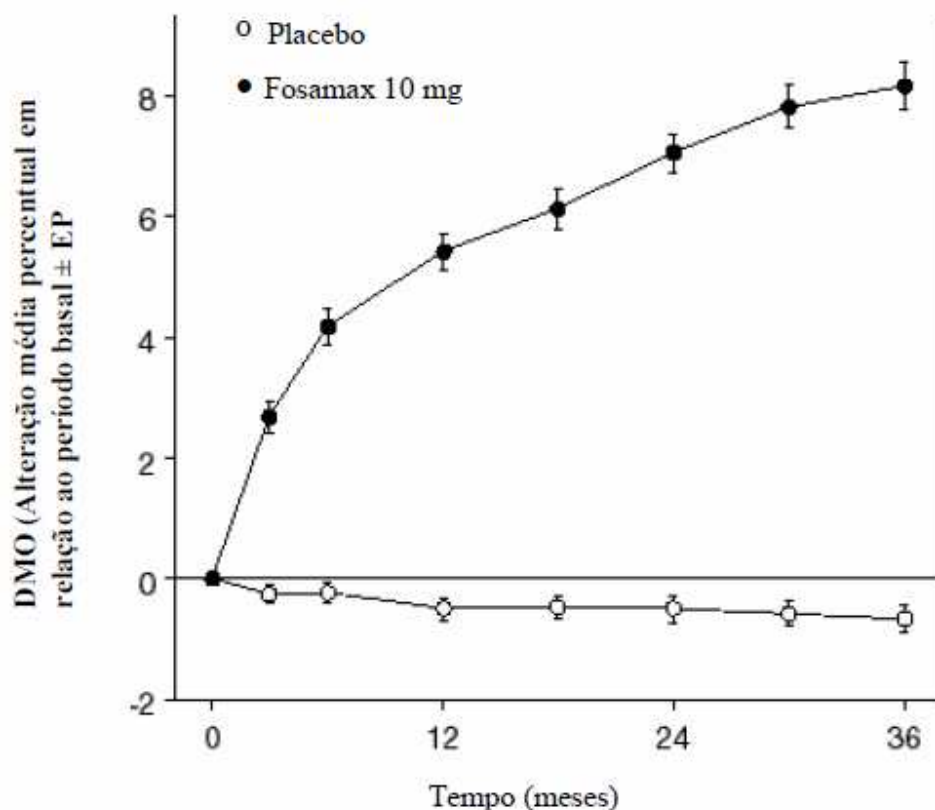 Placebo
Fosamax 10 mg
DMO (Alteração média percentual em
relação ao período basal ± EP
8
6
4
2
0
-2
0
12
24
36
Tempo (meses)